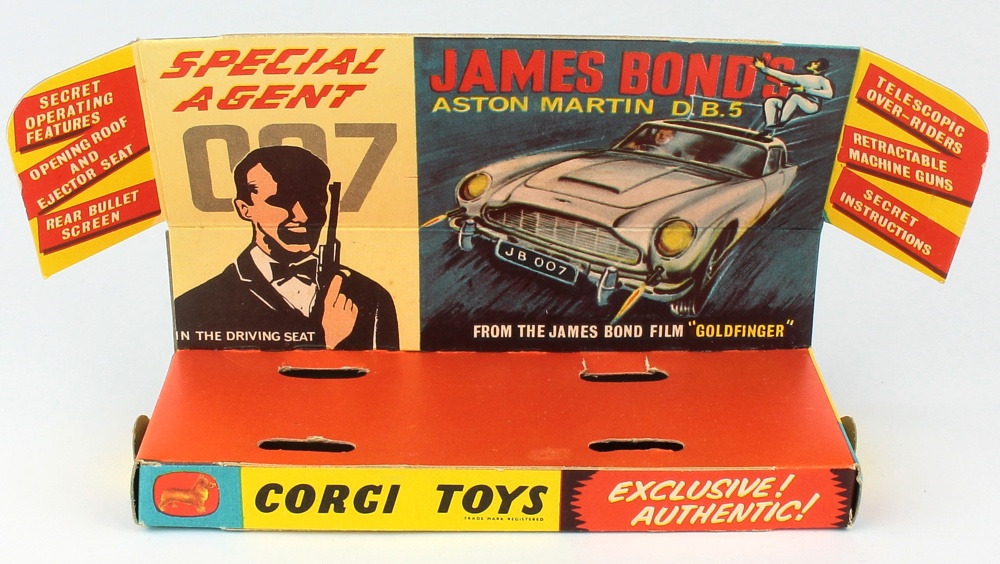 SECRET
OPERATING
FEATURES
OPENING ROOF
AND
EJECTOR SEAT
REAR BULLET
SCREEN
SPECIAL
AGENT
007
IN THE DRIVING SEAT
JAMES BOND'S
ASTON MARTIN D.B.5
JB 007
FROM THE JAMES BOND FILM "GOLDFINGER"
TELESCOPIC
OVER-RIDERS
RETRACTABLE
MACHINE GUNS
SECRET
INSTRUCTIONS
CORGI TOYS
TRADE MARK REGISTERED
EXCLUSIVE!
AUTHENTIC!